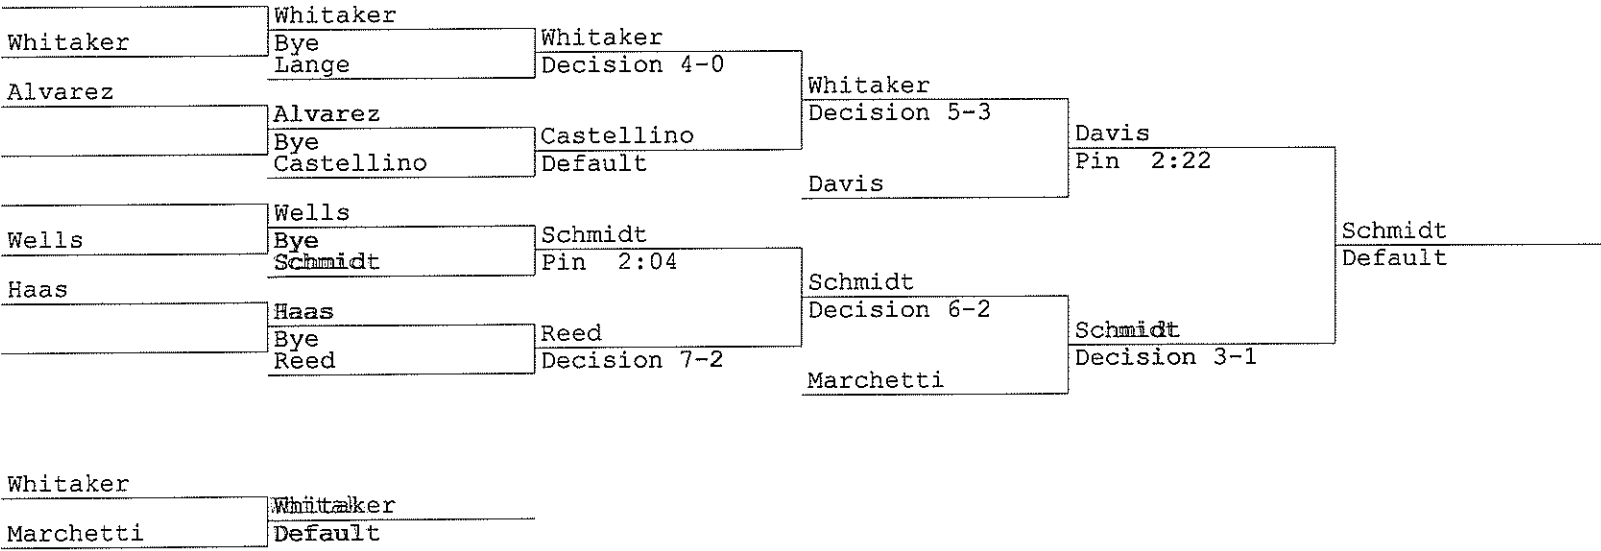 Whitaker
Alvarez
Wells
Haas
Whitaker
Bye
Lange
Alvarez
Bye
Castellino
Wells
Bye
Schmidt
Haas
Bye
Reed
Whitaker
Decision 4-0
Castellino
Default
Schmidt
Pin 2:04
Reed
Decision 7-2
Whitaker
Decision 5-3
Davis
Schmidt
Decision 6-2
Marchetti
Davis
Pin 2:22
Schmidt
Decision 3-1
Schmidt
Default
Whitaker
Marchetti
Whitaker
Default